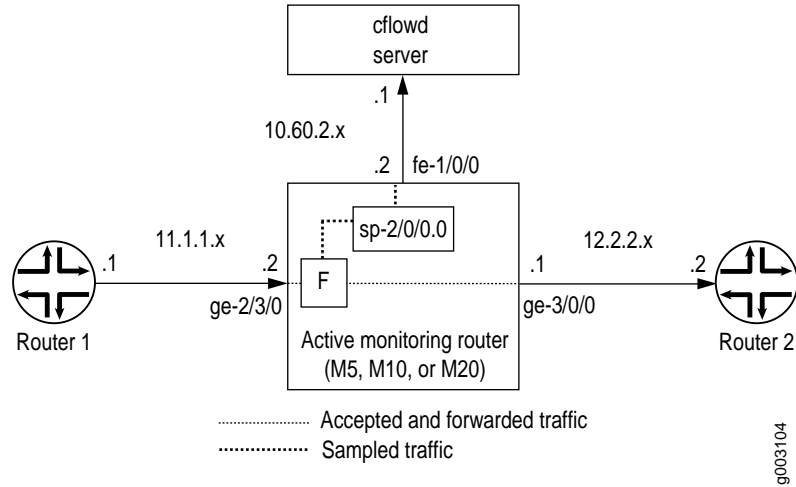 cflowd
server
.1
10.60.2.x
.2 fe-1/0/0
sp-2/0/0.0
11.1.1.x
12.2.2.x
.1
.2
F
.1
.2
ge-2/3/0
ge-3/0/0
Router 1
Active monitoring router
(M5, M10, or M20)
Router 2
Accepted and forwarded traffic
Sampled traffic
g003104